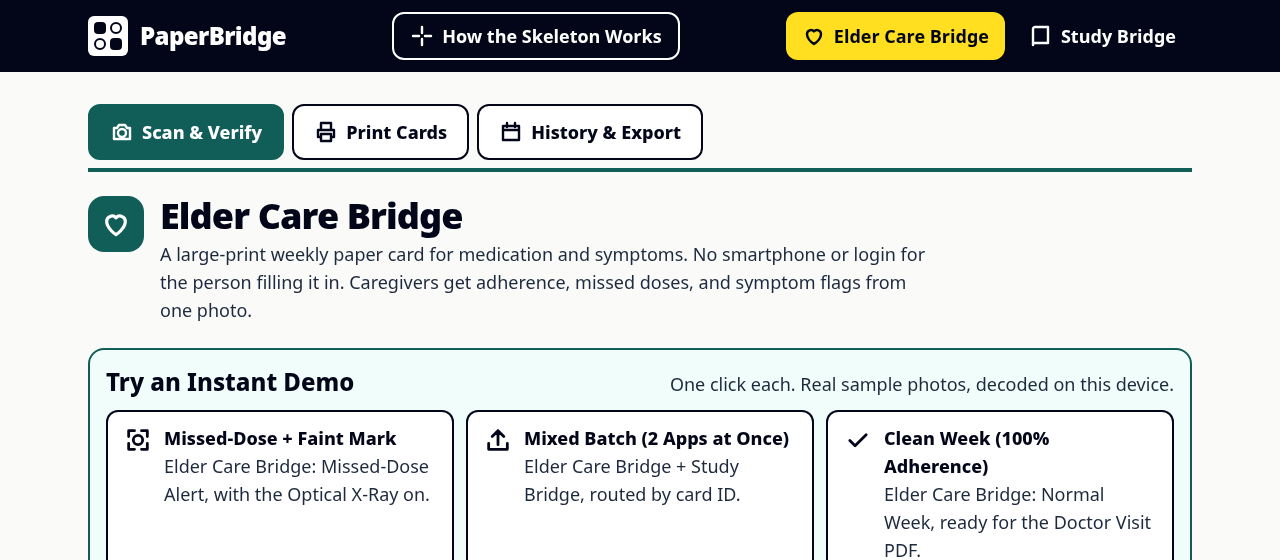 PaperBridge
How the Skeleton Works
Elder Care Bridge
Study Bridge
Scan & Verify
Print Cards
History & Export
Elder Care Bridge
A large-print weekly paper card for medication and symptoms. No smartphone or login for
the person filling it in. Caregivers get adherence, missed doses, and symptom flags from
one photo.
Try an Instant Demo
One click each. Real sample photos, decoded on this device.
Missed-Dose + Faint Mark
Elder Care Bridge: Missed-Dose
Alert, with the Optical X-Ray on.
Mixed Batch (2 Apps at Once)
Elder Care Bridge + Study
Bridge, routed by card ID.
Clean Week (100%
Adherence)
Elder Care Bridge: Normal
Week, ready for the Doctor Visit
PDF.